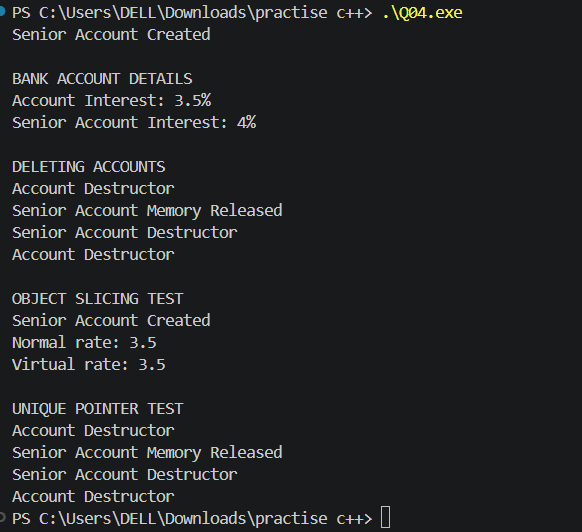 PS C:\Users\DELL\Downloads\practise c++> .\Q04.exe
Senior Account Created
BANK ACCOUNT DETAILS
Account Interest: 3.5%
Senior Account Interest: 4%
DELETING ACCOUNTS
Account Destructor
Senior Account Memory Released
Senior Account Destructor
Account Destructor
OBJECT SLICING TEST
Senior Account Created
Normal rate: 3.5
Virtual rate: 3.5
UNIQUE POINTER TEST
Account Destructor
Senior Account Memory Released
Senior Account Destructor
Account Destructor
PS C:\Users\DELL\Downloads\practise c++>